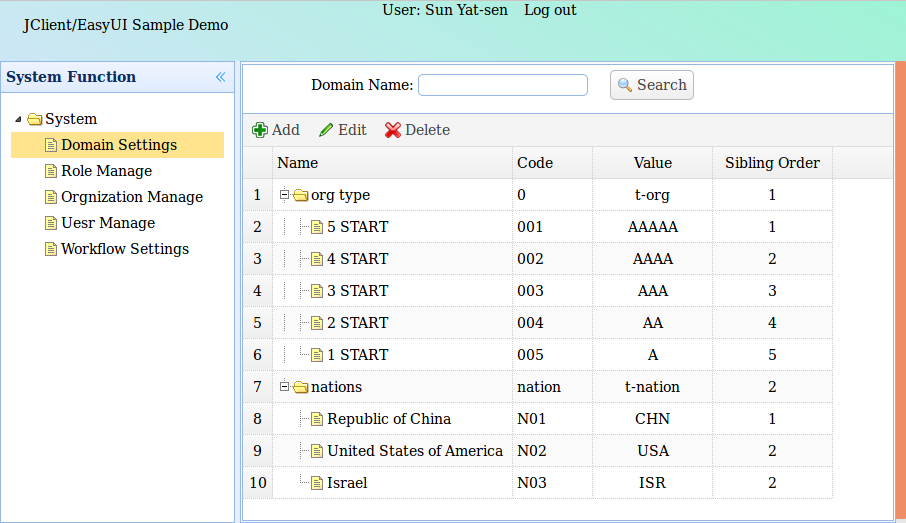 User: Sun Yat-sen Log out
JClient/EasyUI Sample Demo
System Function
System
Domain Settings
Role Manage
Orgnization Manage
Uesr Manage
Workflow Settings
Domain Name: Search
Add Edit Delete
Name Code Value Sibling Order
1 org type 0 t-org 1
2 5 START 001 AAAAA 1
3 4 START 002 AAAA 2
4 3 START 003 AAA 3
5 2 START 004 AA 4
6 1 START 005 A 5
7 nations nation t-nation 2
8 Republic of China N01 CHN 1
9 United States of America N02 USA 2
10 Israel N03 ISR 2